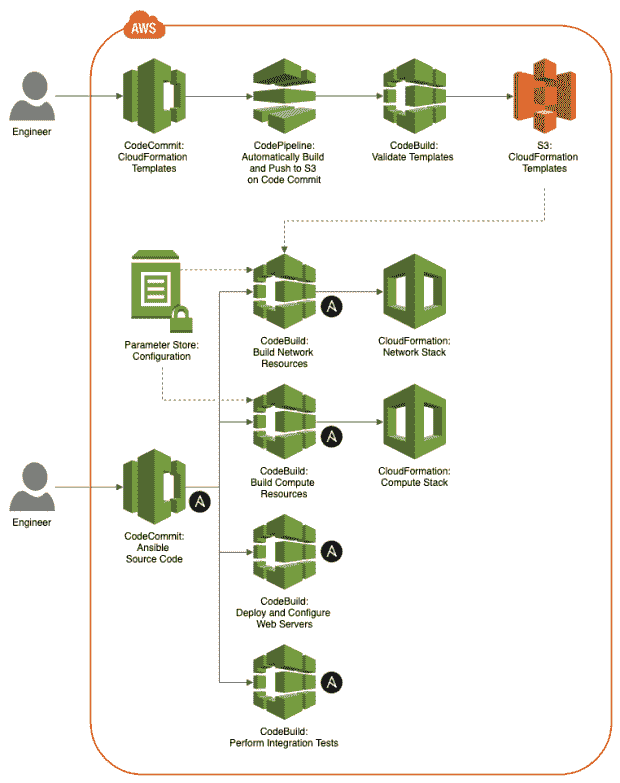 AWS
Engineer
CodeCommit:
CloudFormation
Templates
CodePipeline:
Automatically Build
and Push to S3
on Code Commit
CodeBuild:
Validate Templates
S3:
CloudFormation
Templates
Parameter Store:
Configuration
CodeBuild:
Build Network
Resources
CloudFormation:
Network Stack
CodeBuild:
Build Compute
Resources
CloudFormation:
Compute Stack
Engineer
CodeCommit:
Ansible
Source Code
CodeBuild:
Deploy and Configure
Web Servers
CodeBuild:
Perform Integration Tests